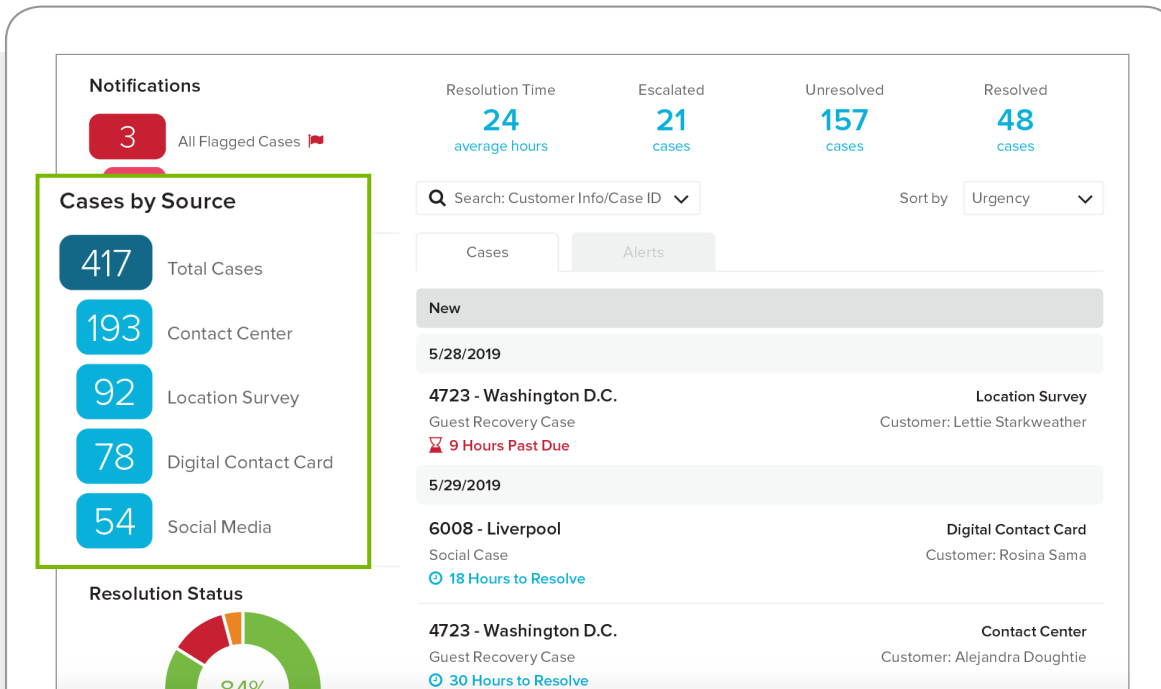 Notifications
3 All Flagged Cases
Cases by Source
417 Total Cases
193 Contact Center
92 Location Survey
78 Digital Contact Card
54 Social Media
Resolution Status
84%
Resolution Time Escalated Unresolved Resolved
24 21 157 48
average hours cases cases cases
Search: Customer Info/Case ID Sort by Urgency
Cases Alerts
New
5/28/2019
4723 - Washington D.C. Location Survey
Guest Recovery Case Customer: Lettie Starkweather
9 Hours Past Due
5/29/2019
6008 - Liverpool Digital Contact Card
Social Case Customer: Rosina Sama
18 Hours to Resolve
4723 - Washington D.C. Contact Center
Guest Recovery Case Customer: Alejandra Doughtie
30 Hours to Resolve